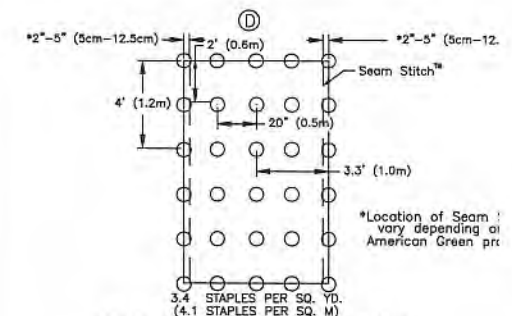 D
*2"-5" (5cm-12.5cm)
*2"-5" (5cm-12.
2' (0.6m)
Seam Stitch™
4' (1.2m)
20" (0.5m)
3.3' (1.0m)
*Location of Seam
vary depending
American Green
3.4 STAPLES PER SQ. YD.
(4.1 STAPLES PER SQ. M)